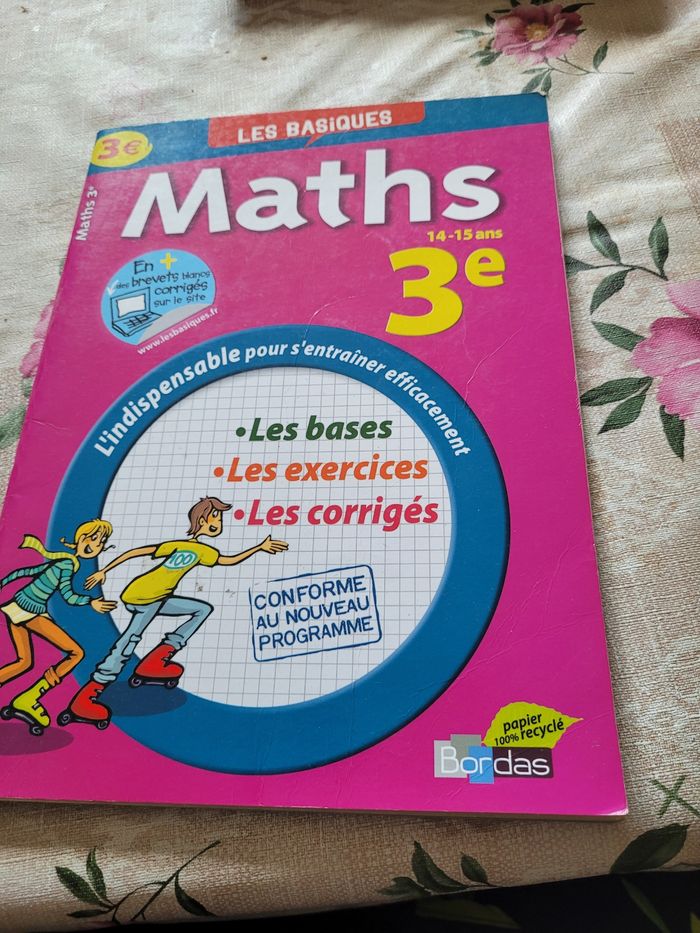 LES BASIQUES
3€
Maths
Maths 3e
14-15 ans
3e
En +
des brevets blancs
corrigés
sur le site
www.lesbasiques.fr
L'indispensable pour s'entraîner efficacement
•Les bases
•Les exercices
•Les corrigés
100
CONFORME
AU NOUVEAU
PROGRAMME
papier
100% recyclé
Bordas